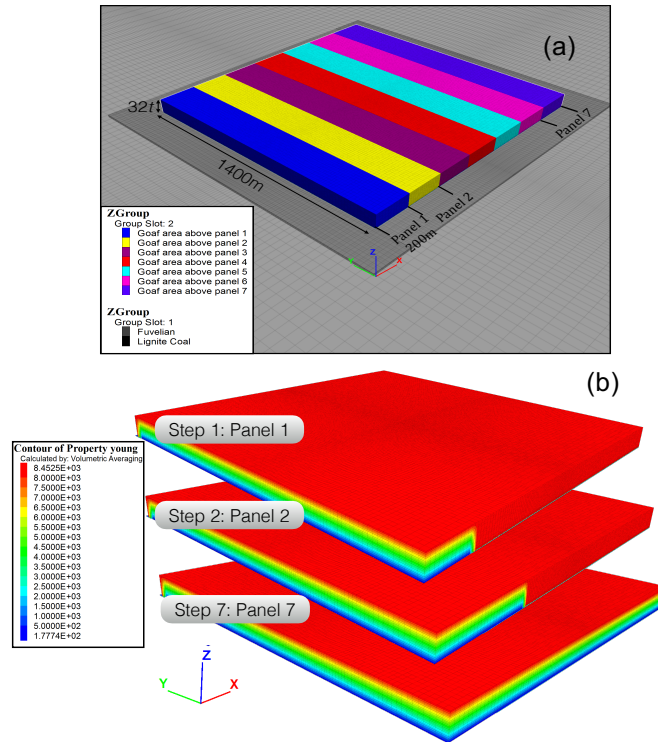 (a)
32t
1400m
Panel 7
Panel 2
Panel 1
200m
Z
Y
X
ZGroup
Group Slot: 2
Goaf area above panel 1
Goaf area above panel 2
Goaf area above panel 3
Goaf area above panel 4
Goaf area above panel 5
Goaf area above panel 6
Goaf area above panel 7
ZGroup
Group Slot: 1
Fuvelian
Lignite Coal
(b)
Step 1: Panel 1
Step 2: Panel 2
Step 7: Panel 7
Contour of Property young
Calculated by: Volumetric Averaging
8.4525E+03
8.0000E+03
7.5000E+03
7.0000E+03
6.5000E+03
6.0000E+03
5.5000E+03
5.0000E+03
4.5000E+03
4.0000E+03
3.5000E+03
3.0000E+03
2.5000E+03
2.0000E+03
1.5000E+03
1.0000E+03
5.0000E+02
1.7774E+02
Z
Y
X